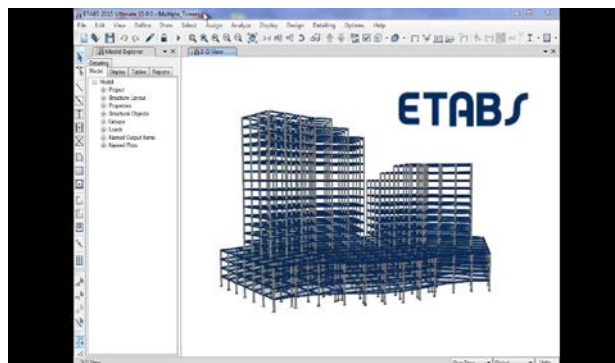 ETABS 2015 Ultimate 15.0.0 - Multiple_Towers
File Edit View Define Draw Select Assign Analyze Display Design Detailing Options Tools Help
Model Explorer
3-D View
Detailing
Model Display Tables Reports
Model
Project
Structure Layout
Properties
Structural Objects
Groups
Loads
Named Output Items
Named Plots
ETABS